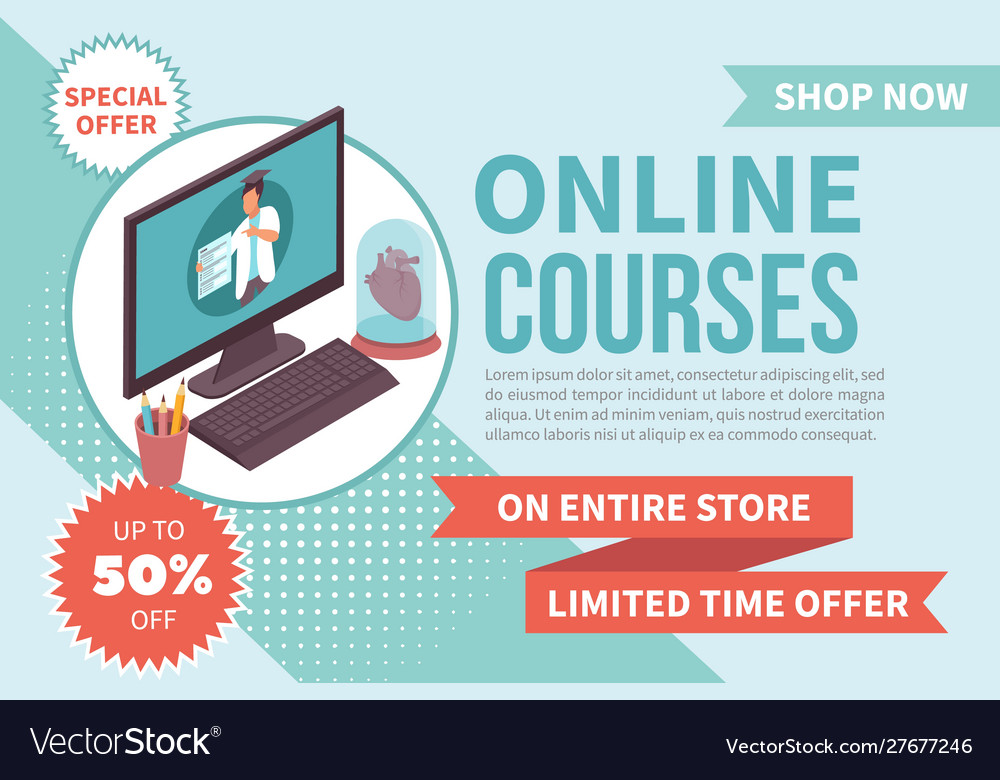 SPECIAL
OFFER
SHOP NOW
ONLINE
COURSES
Lorem ipsum dolor sit amet, consectetur adipiscing elit, sed
do eiusmod tempor incididunt ut labore et dolore magna
aliqua. Ut enim ad minim veniam, quis nostrud exercitation
ullamco laboris nisi ut aliquip ex ea commodo consequat.
ON ENTIRE STORE
LIMITED TIME OFFER
UP TO
50%
OFF
VectorStock®
VectorStock.com/27677246